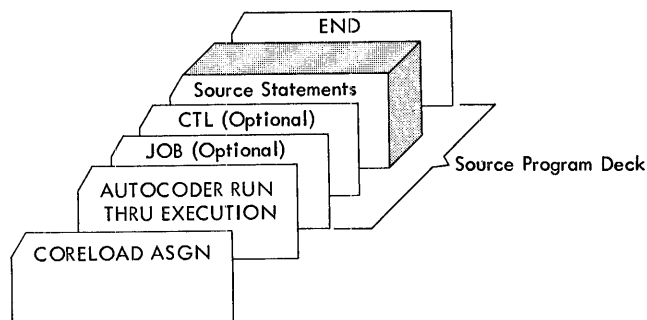 END
Source Statements
CTL (Optional)
JOB (Optional)
Source Program Deck
AUTOCODER RUN
THRU EXECUTION
CORELOAD ASGN